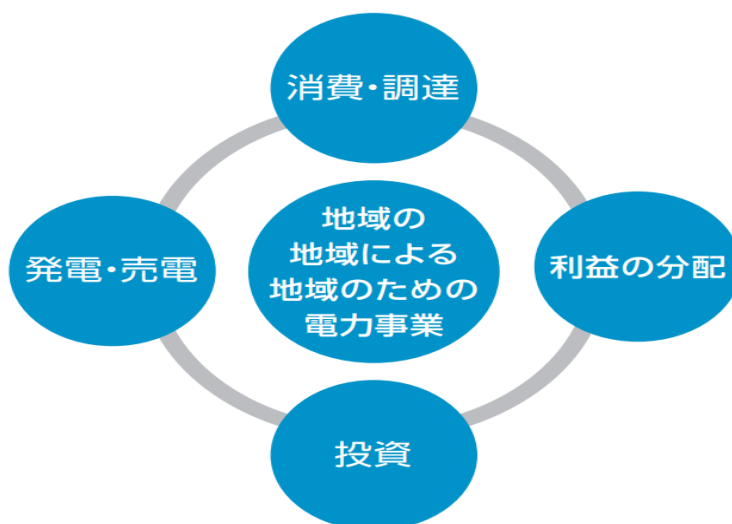 消費・調達
発電・売電
地域の
地域による
地域のための
電力事業
利益の分配
投資